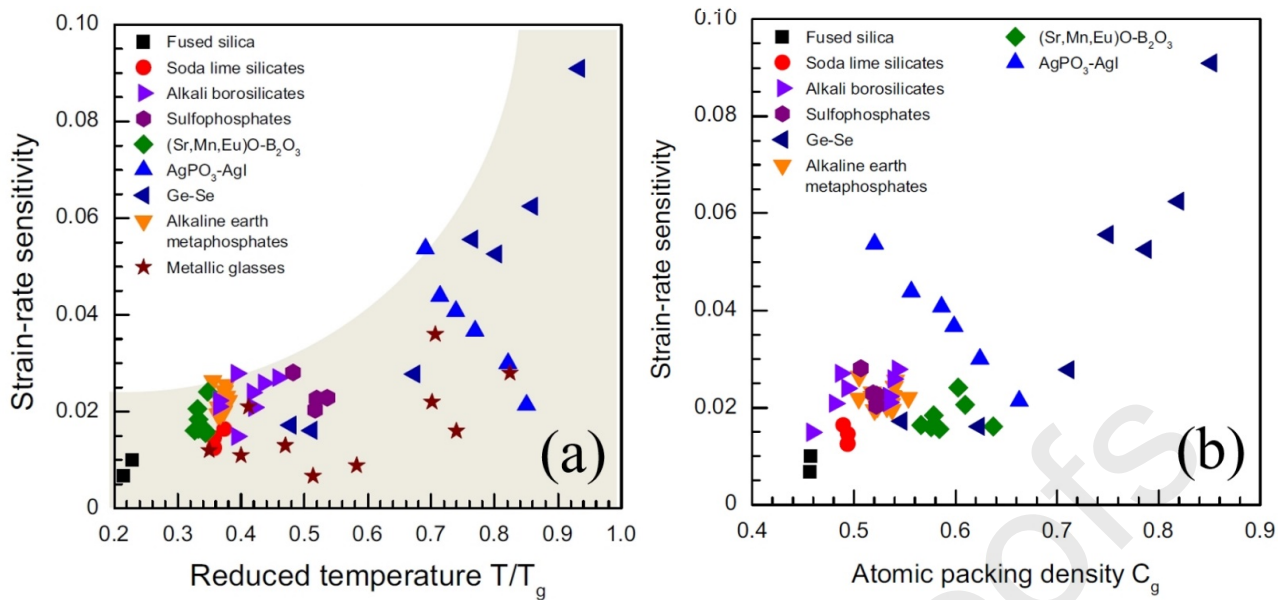 (a)
Strain-rate sensitivity
0.10
0.08
0.06
0.04
0.02
0
Fused silica
Soda lime silicates
Alkali borosilicates
Sulfophosphates
(Sr,Mn,Eu)O-B₂O₃
AgPO₃-AgI
Ge-Se
Alkaline earth
metaphosphates
Metallic glasses
0.2 0.3 0.4 0.5 0.6 0.7 0.8 0.9 1.0
Reduced temperature T/Tg
(b)
Strain-rate sensitivity
0.10
0.08
0.06
0.04
0.02
0
Fused silica
Soda lime silicates
Alkali borosilicates
Sulfophosphates
Ge-Se
Alkaline earth
metaphosphates
(Sr,Mn,Eu)O-B₂O₃
AgPO₃-AgI
0.4 0.5 0.6 0.7 0.8 0.9
Atomic packing density Cg